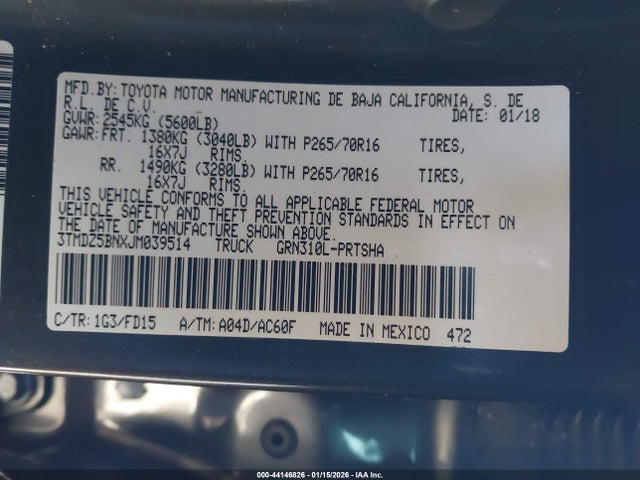 MFD.BY: TOYOTA MOTOR MANUFACTURING DE BAJA CALIFORNIA, S. DE
R.L. DE C.V. DATE: 01/18
GVWR: 2545KG (5600LB)
GAWR: FRT. 1380KG (3040LB) WITH P265/70R16 TIRES,
16X7J RIMS.
RR. 1490KG (3280LB) WITH P265/70R16 TIRES,
16X7J RIMS.
THIS VEHICLE CONFORMS TO ALL APPLICABLE FEDERAL MOTOR
VEHICLE SAFETY AND THEFT PREVENTION STANDARDS IN EFFECT ON
THE DATE OF MANUFACTURE SHOWN ABOVE.
3TMDZ5BNXJM039514 TRUCK GRN310L-PRTSHA
C/TR: 1G3/FD15 A/TM: A04D/AC60F MADE IN MEXICO 472
000-44146826 - 01/15/2026 - IAA Inc.